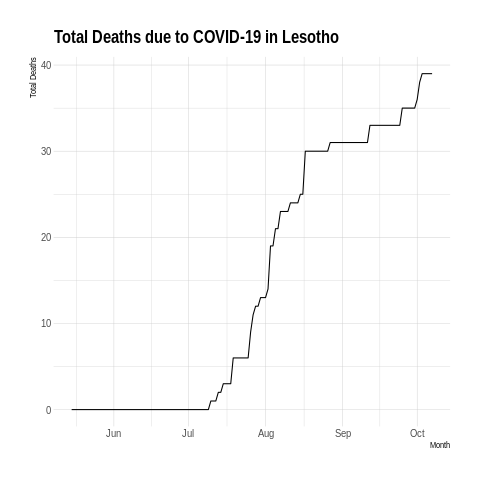 Total Deaths due to COVID-19 in Lesotho
Total Deaths
40
30
20
10
0
Jun Jul Aug Sep Oct
Month